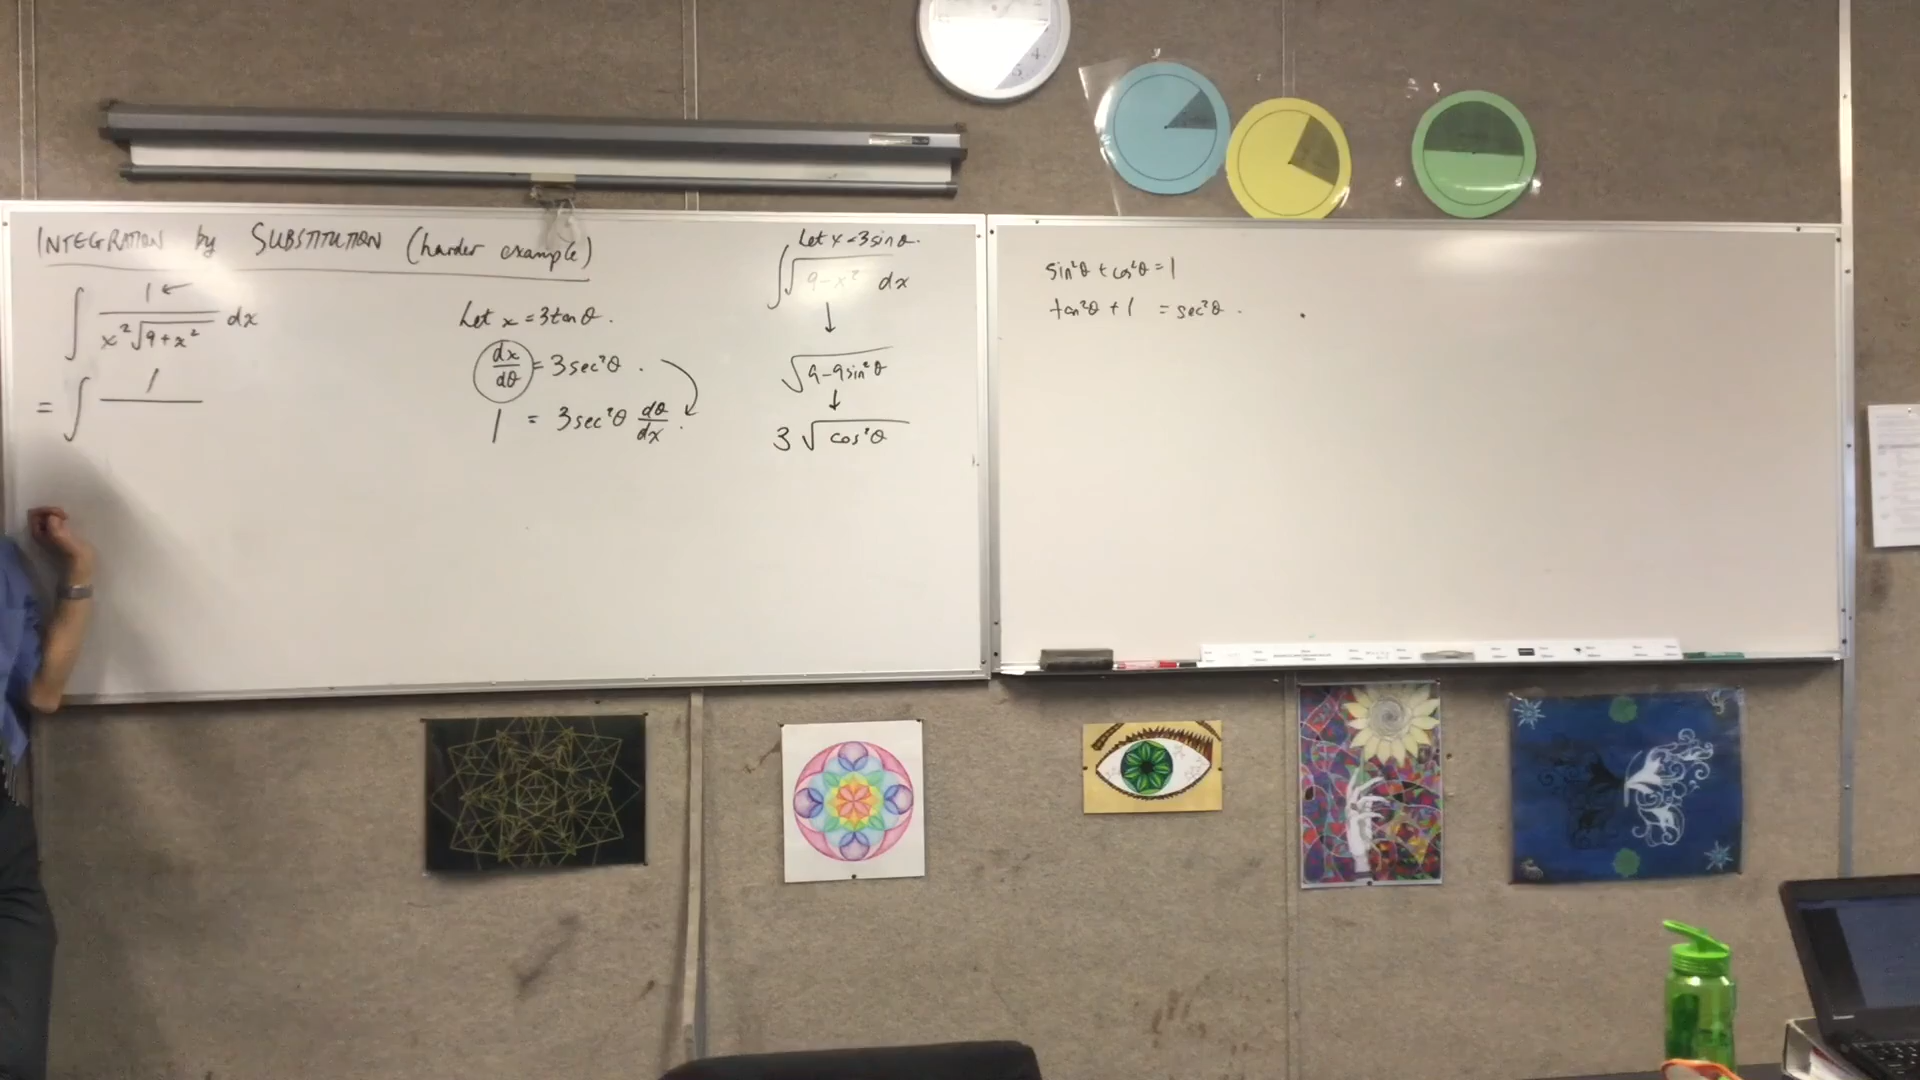 INTEGRATION by SUBSTITUTION (harder example)
∫ 1 ← / x²√9+x² dx
= ∫ 1
Let x = 3tanθ.
dx/dθ = 3sec²θ.
1 = 3sec²θ dθ/dx.
Let x = 3sinθ.
∫√9-x² dx
↓
√9-9sin²θ
↓
3√cos²θ
sin²θ + cos²θ = 1
tan²θ + 1 = sec²θ.